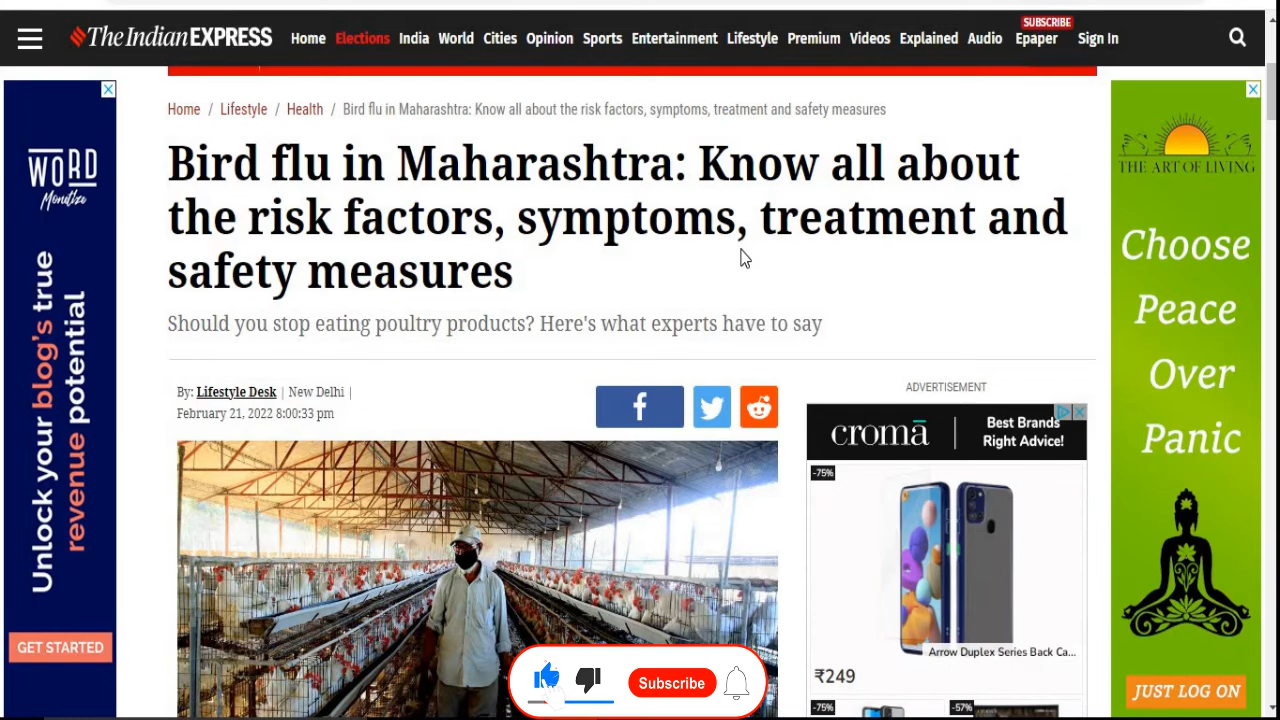 SUBSCRIBE
The Indian EXPRESS Home Elections India World Cities Opinion Sports Entertainment Lifestyle Premium Videos Explained Audio Epaper Sign In
Home / Lifestyle / Health / Bird flu in Maharashtra: Know all about the risk factors, symptoms, treatment and safety measures
Bird flu in Maharashtra: Know all about
the risk factors, symptoms, treatment and
safety measures
Should you stop eating poultry products? Here's what experts have to say
By: Lifestyle Desk | New Delhi |
February 21, 2022 8:00:33 pm
WORD
Monetize
Unlock your blog's true
revenue potential
GET STARTED
ADVERTISEMENT
croma
Best Brands
Right Advice!
-75%
Arrow Duplex Series Back Ca...
₹249
-75%
-57%
Subscribe
THE ART OF LIVING
Choose
Peace
Over
Panic
JUST LOG ON